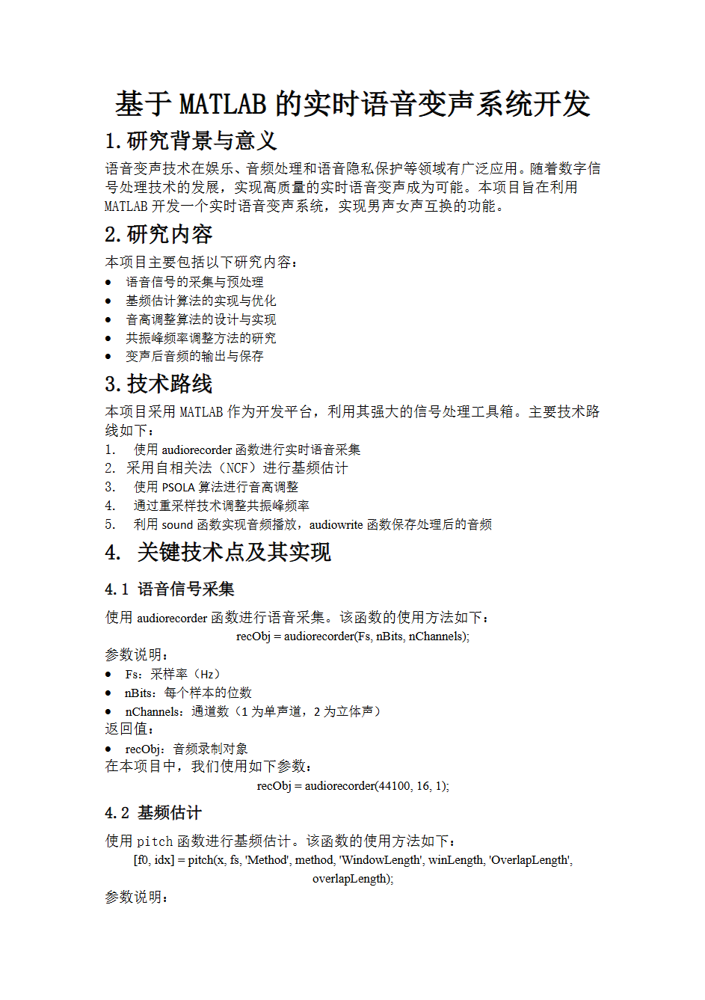 基于 MATLAB 的实时语音变声系统开发
1.研究背景与意义
语音变声技术在娱乐、音频处理和语音隐私保护等领域有广泛应用。随着数字信
号处理技术的发展，实现高质量的实时语音变声成为可能。本项目旨在利用
MATLAB 开发一个实时语音变声系统，实现男声女声互换的功能。
2.研究内容
本项目主要包括以下研究内容：
● 语音信号的采集与预处理
● 基频估计算法的实现与优化
● 音高调整算法的设计与实现
● 共振峰频率调整方法的研究
● 变声后音频的输出与保存
3.技术路线
本项目采用 MATLAB 作为开发平台，利用其强大的信号处理工具箱。主要技术路
线如下：
1. 使用 audiorecorder 函数进行实时语音采集
2. 采用自相关法（NCF）进行基频估计
3. 使用 PSOLA 算法进行音高调整
4. 通过重采样技术调整共振峰频率
5. 利用 sound 函数实现音频播放，audiowrite 函数保存处理后的音频
4. 关键技术点及其实现
4.1 语音信号采集
使用 audiorecorder 函数进行语音采集。该函数的使用方法如下：
recObj = audiorecorder(Fs, nBits, nChannels);
参数说明：
● Fs：采样率（Hz）
● nBits：每个样本的位数
● nChannels：通道数（1 为单声道，2 为立体声）
返回值：
● recObj：音频录制对象
在本项目中，我们使用如下参数：
recObj = audiorecorder(44100, 16, 1);
4.2 基频估计
使用 pitch 函数进行基频估计。该函数的使用方法如下：
[f0, idx] = pitch(x, fs, 'Method', method, 'WindowLength', winLength, 'OverlapLength',
overlapLength);
参数说明：